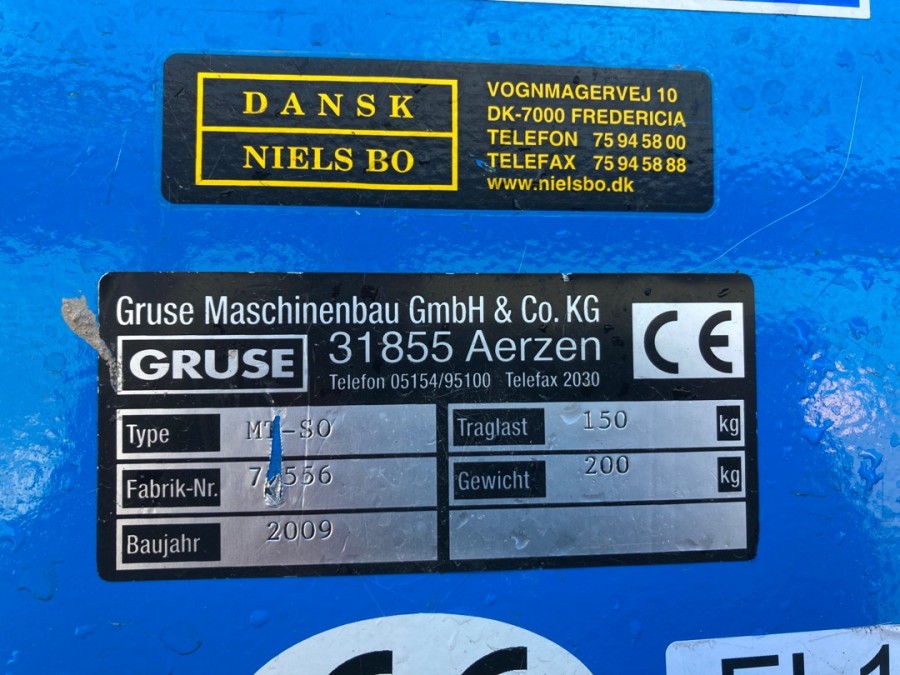 DANSK
NIELS BO
VOGNMAGERVEJ 10
DK-7000 FREDERICIA
TELEFON 75 94 58 00
TELEFAX 75 94 58 88
www.nielsbo.dk
Gruse Maschinenbau GmbH & Co. KG
GRUSE
31855 Aerzen
Telefon 05154/95100 Telefax 2030
CE
Type
Fabrik-Nr.
Baujahr 2009
Traglast 150 kg
Gewicht 200 kg
CE